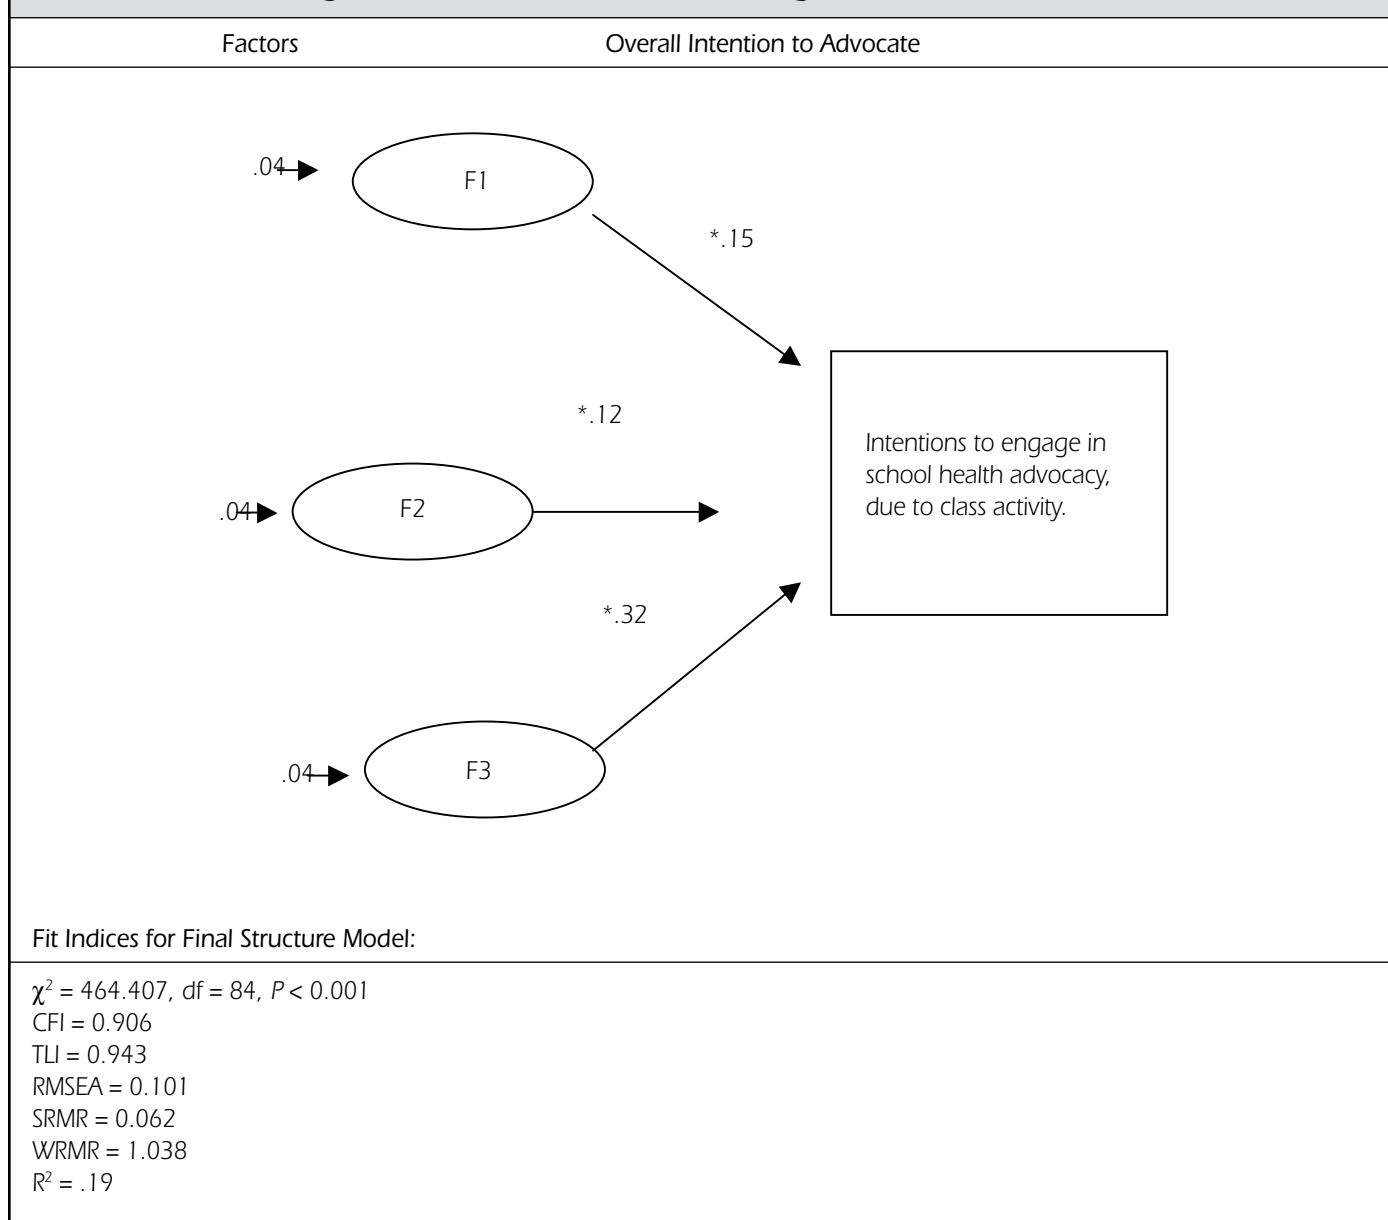 Factors Overall Intention to Advocate
.04
F1
*.15
*.12
Intentions to engage in
school health advocacy,
due to class activity.
.04
F2
*.32
.04
F3
Fit Indices for Final Structure Model:
χ² = 464.407, df = 84, P < 0.001
CFI = 0.906
TLI = 0.943
RMSEA = 0.101
SRMR = 0.062
WRMR = 1.038
R² = .19